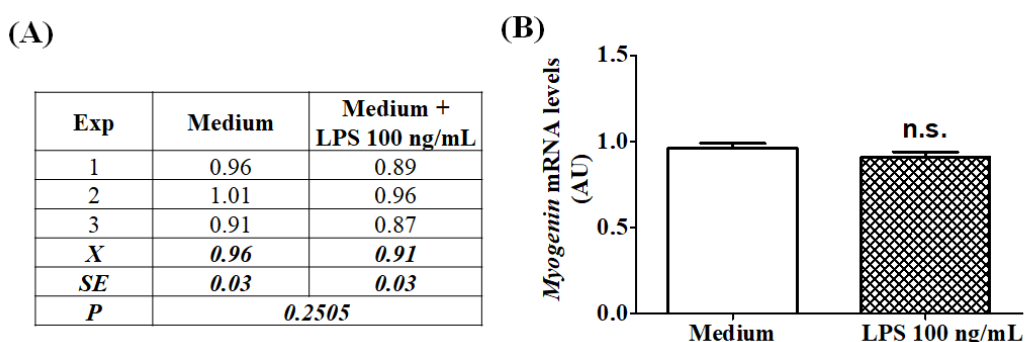 (A)
Exp Medium Medium +
LPS 100 ng/mL
1 0.96 0.89
2 1.01 0.96
3 0.91 0.87
X 0.96 0.91
SE 0.03 0.03
P 0.2505
(B)
Myogenin mRNA levels
(AU)
1.5
1.0
0.5
0.0
n.s.
Medium LPS 100 ng/mL